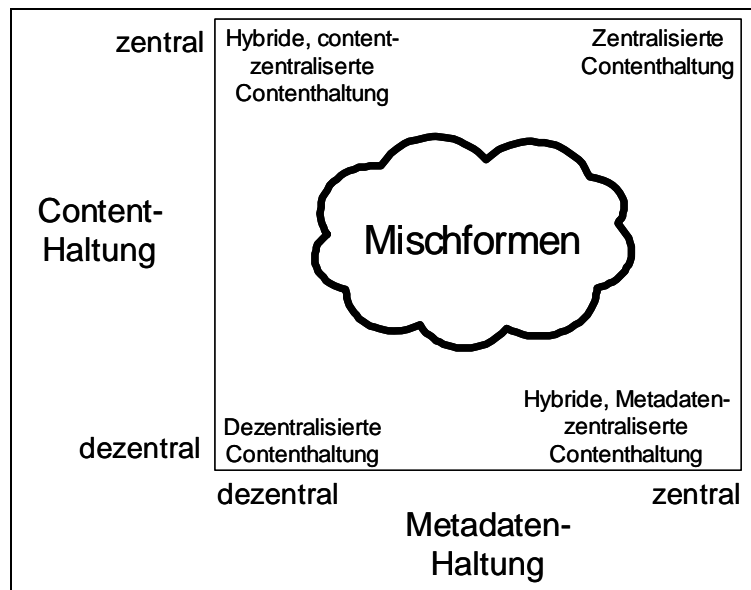 zentral
Hybride, content-
zentraliserte
Contenthaltung
Zentralisierte
Contenthaltung
Content-
Haltung
Mischformen
dezentral
Dezentralisierte
Contenthaltung
Hybride, Metadaten-
zentraliserte
Contenthaltung
dezentral
zentral
Metadaten-
Haltung